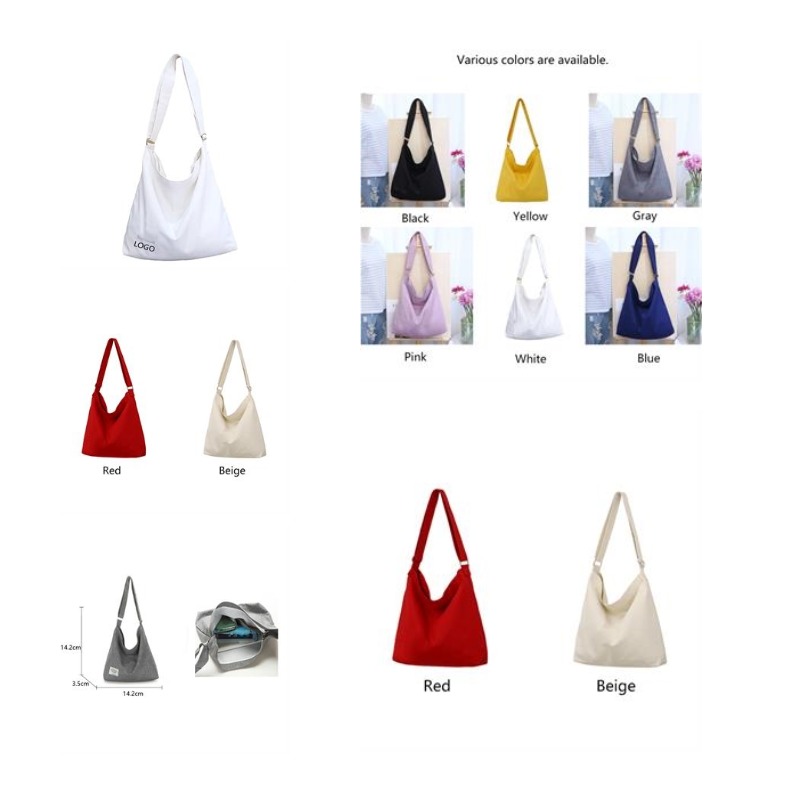 Various colors are available.
LOGO
Black
Yellow
Gray
Pink
White
Blue
Red
Beige
14.2cm
3.5cm
14.2cm
Red
Beige